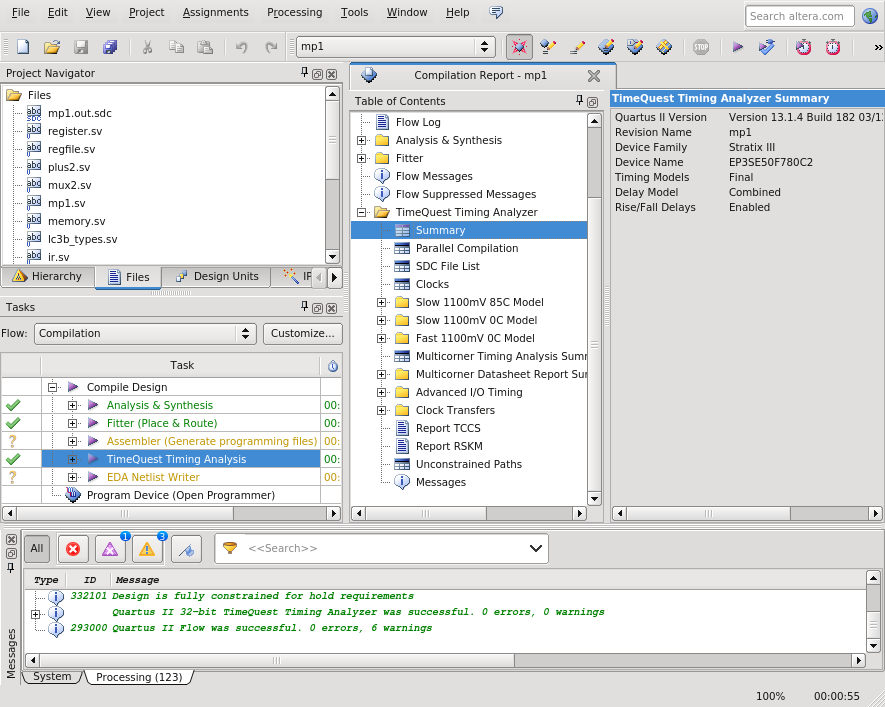 File Edit View Project Assignments Processing Tools Window Help
Search altera.com
mp1
STOP
»
Project Navigator
Files
mp1.out.sdc
register.sv
regfile.sv
plus2.sv
mux2.sv
mp1.sv
memory.sv
lc3b_types.sv
ir.sv
Hierarchy Files Design Units IP
Tasks
Flow: Compilation Customize...
Task
Compile Design
Analysis & Synthesis 00:
Fitter (Place & Route) 00:
? Assembler (Generate programming files) 00:
TimeQuest Timing Analysis 00:
? EDA Netlist Writer 00:
Program Device (Open Programmer)
Compilation Report - mp1
Table of Contents
Flow Log
Analysis & Synthesis
Fitter
Flow Messages
Flow Suppressed Messages
TimeQuest Timing Analyzer
Summary
Parallel Compilation
SDC File List
Clocks
Slow 1100mV 85C Model
Slow 1100mV 0C Model
Fast 1100mV 0C Model
Multicorner Timing Analysis Sum
Multicorner Datasheet Report Su
Advanced I/O Timing
Clock Transfers
Report TCCS
Report RSKM
Unconstrained Paths
Messages
TimeQuest Timing Analyzer Summary
Quartus II Version Version 13.1.4 Build 182 03/1
Revision Name mp1
Device Family Stratix III
Device Name EP3SE50F780C2
Timing Models Final
Delay Model Combined
Rise/Fall Delays Enabled
Messages
All 1 3 <<Search>>
Type ID Message
332101 Design is fully constrained for hold requirements
Quartus II 32-bit TimeQuest Timing Analyzer was successful. 0 errors, 0 warnings
293000 Quartus II Flow was successful. 0 errors, 6 warnings
System Processing (123)
100% 00:00:55